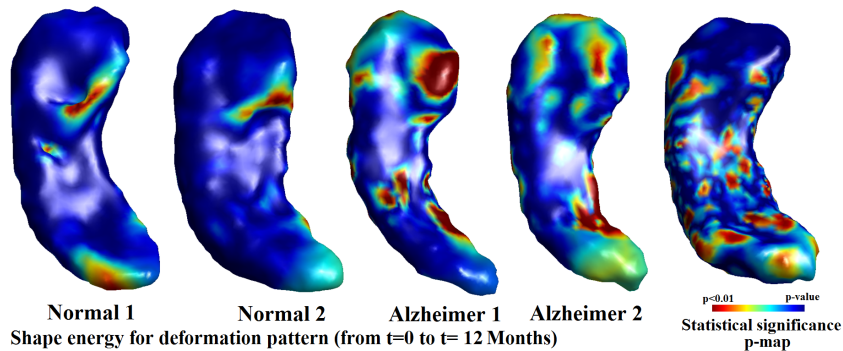 p<0.01 p-value
Normal 1 Normal 2 Alzheimer 1 Alzheimer 2
Statistical significance
Shape energy for deformation pattern (from t=0 to t= 12 Months)
p-map